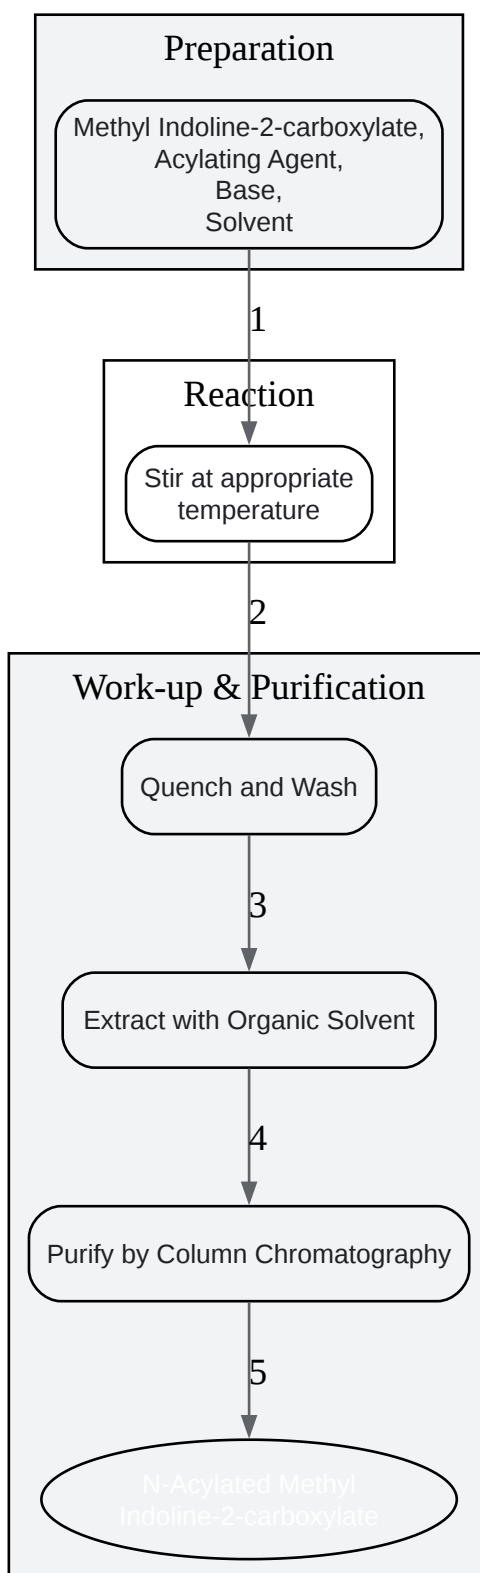 Preparation
Methyl Indoline-2-carboxylate,
Acylating Agent,
Base,
Solvent
1
Reaction
Stir at appropriate
temperature
2
Work-up & Purification
Quench and Wash
3
Extract with Organic Solvent
4
Purify by Column Chromatography
5
N-Acylated Methyl
Indoline-2-carboxylate